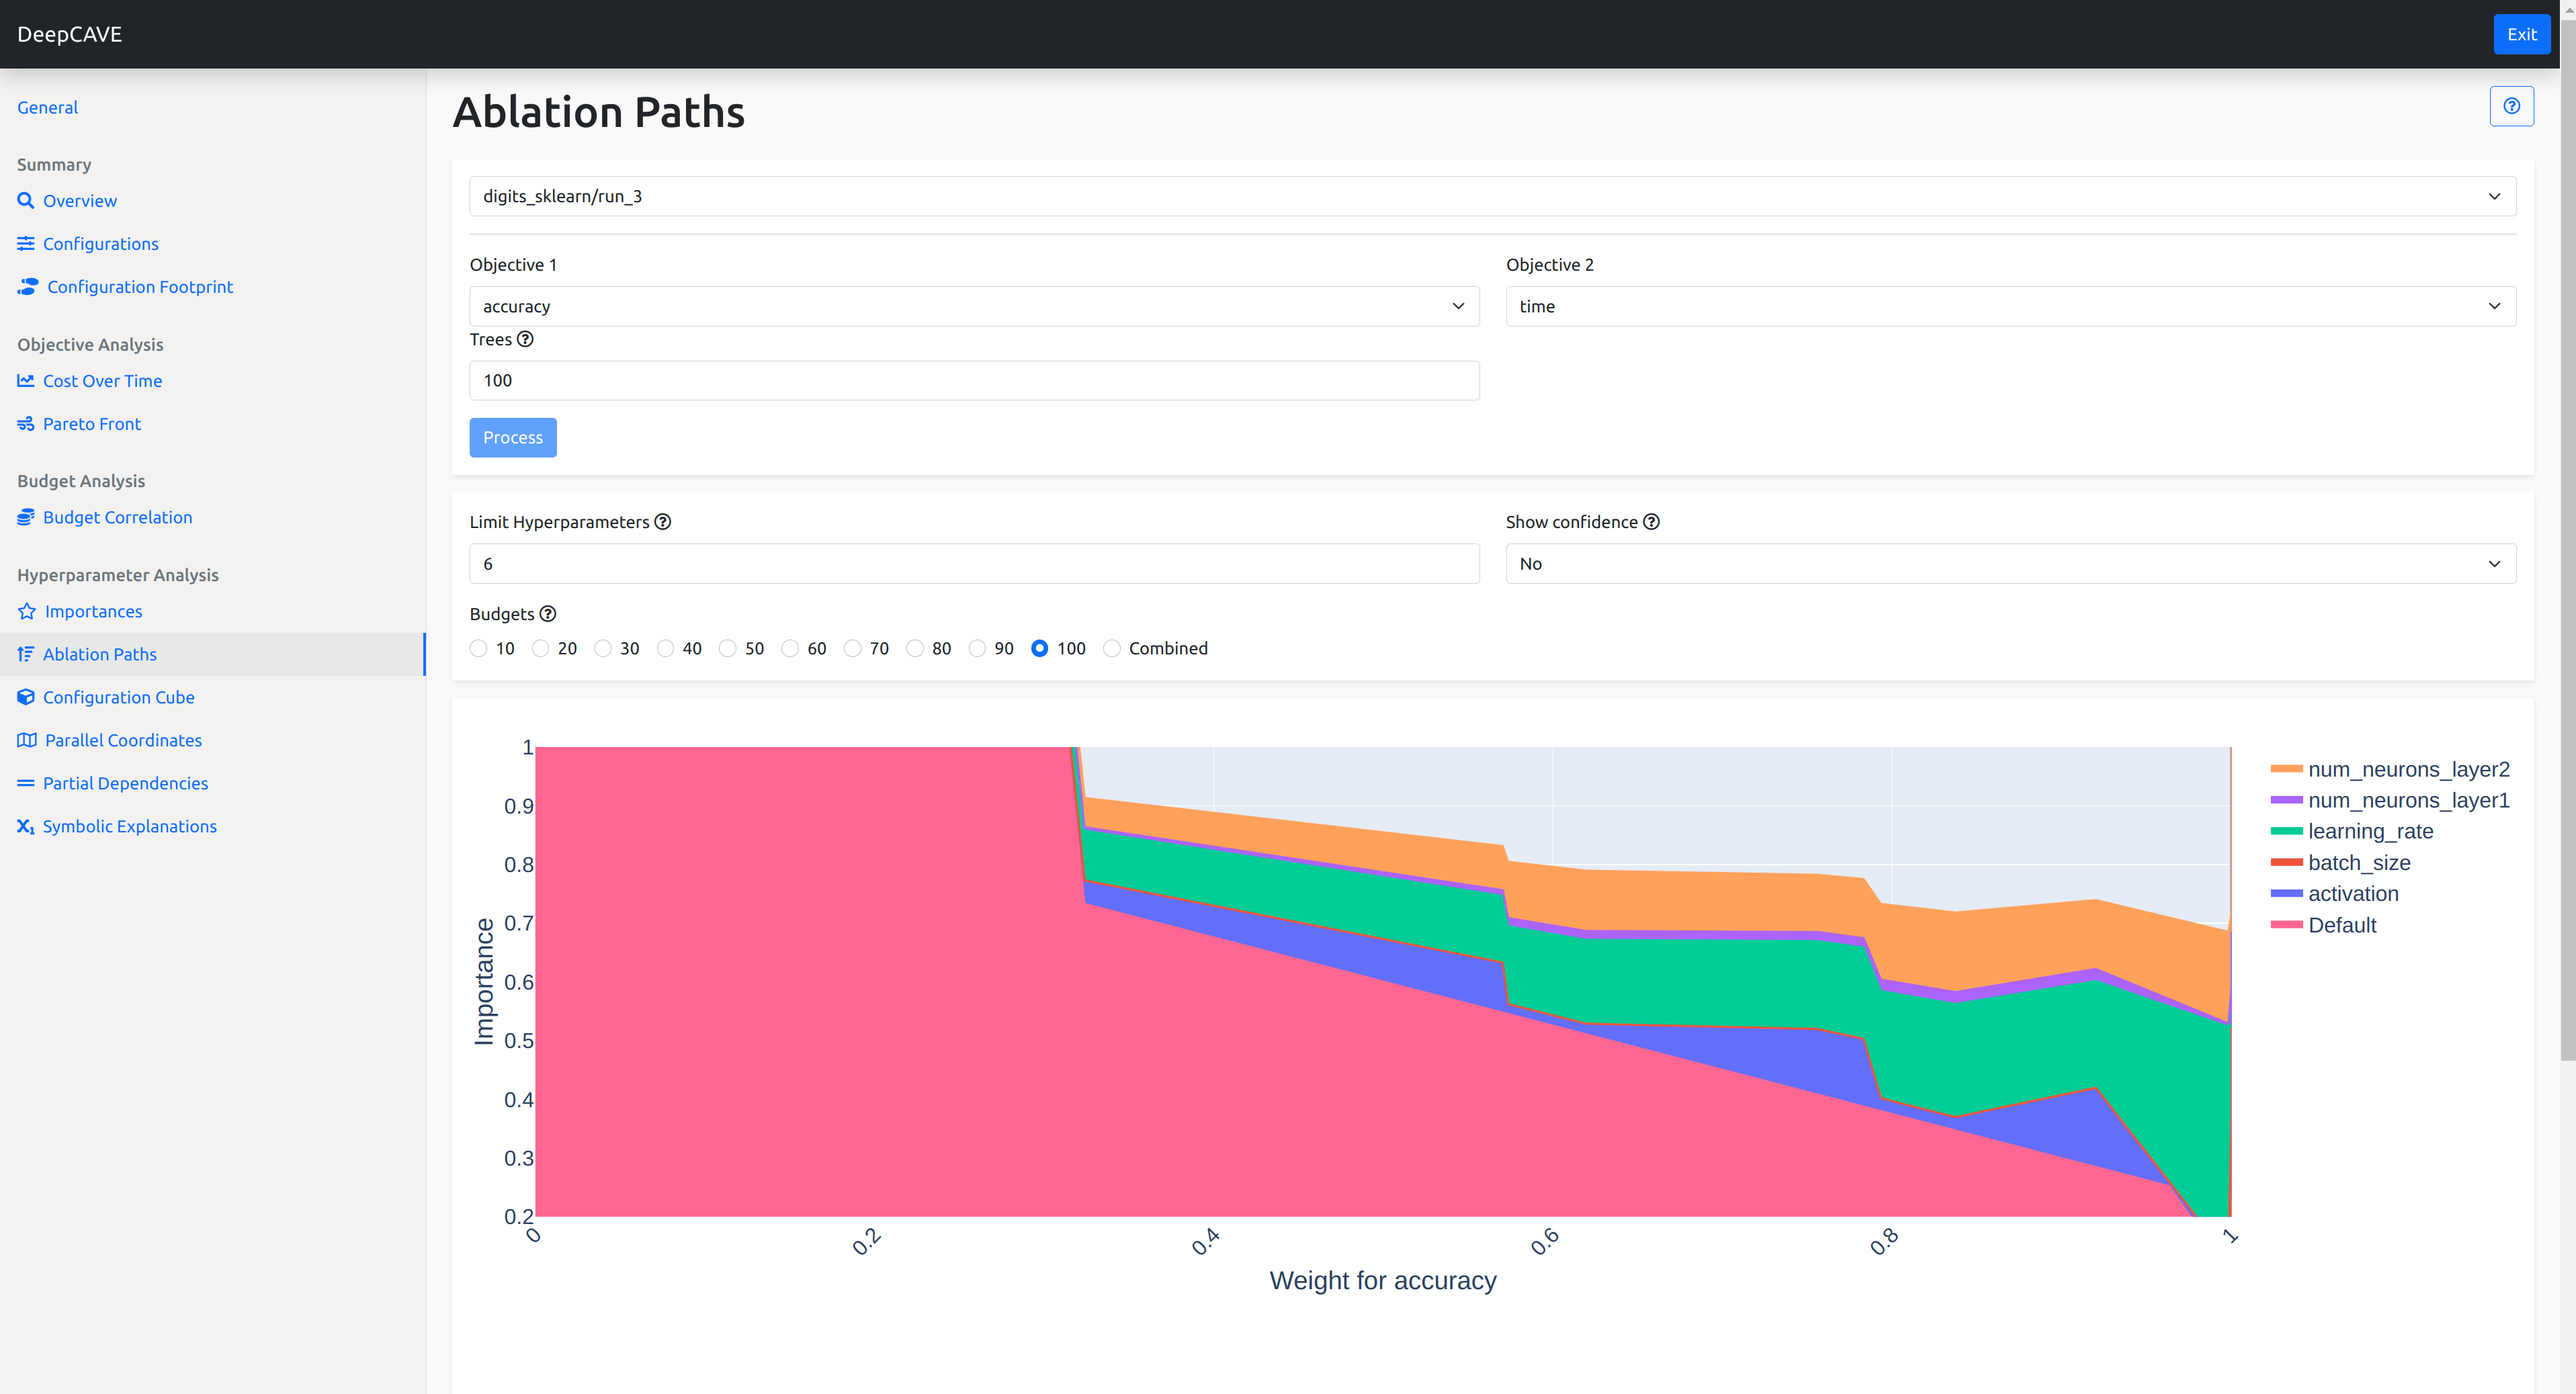 DeepCAVE
Exit
General
Summary
Overview
Configurations
Configuration Footprint
Objective Analysis
Cost Over Time
Pareto Front
Budget Analysis
Budget Correlation
Hyperparameter Analysis
Importances
Ablation Paths
Configuration Cube
Parallel Coordinates
Partial Dependencies
Symbolic Explanations
Ablation Paths
digits_sklearn/run_3
Objective 1
Objective 2
accuracy
time
Trees
100
Process
Limit Hyperparameters
Show confidence
6
No
Budgets
10 20 30 40 50 60 70 80 90 100 Combined
Importance
1
0.9
0.8
0.7
0.6
0.5
0.4
0.3
0.2
0 0.2 0.4 0.6 0.8 1
Weight for accuracy
num_neurons_layer2
num_neurons_layer1
learning_rate
batch_size
activation
Default